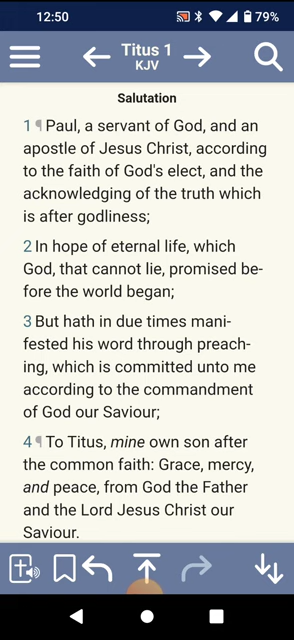 12:50 79%
Titus 1
KJV
Salutation
1 ¶ Paul, a servant of God, and an
apostle of Jesus Christ, according
to the faith of God's elect, and the
acknowledging of the truth which
is after godliness;
2 In hope of eternal life, which
God, that cannot lie, promised be-
fore the world began;
3 But hath in due times mani-
fested his word through preach-
ing, which is committed unto me
according to the commandment
of God our Saviour;
4 ¶ To Titus, mine own son after
the common faith: Grace, mercy,
and peace, from God the Father
and the Lord Jesus Christ our
Saviour.